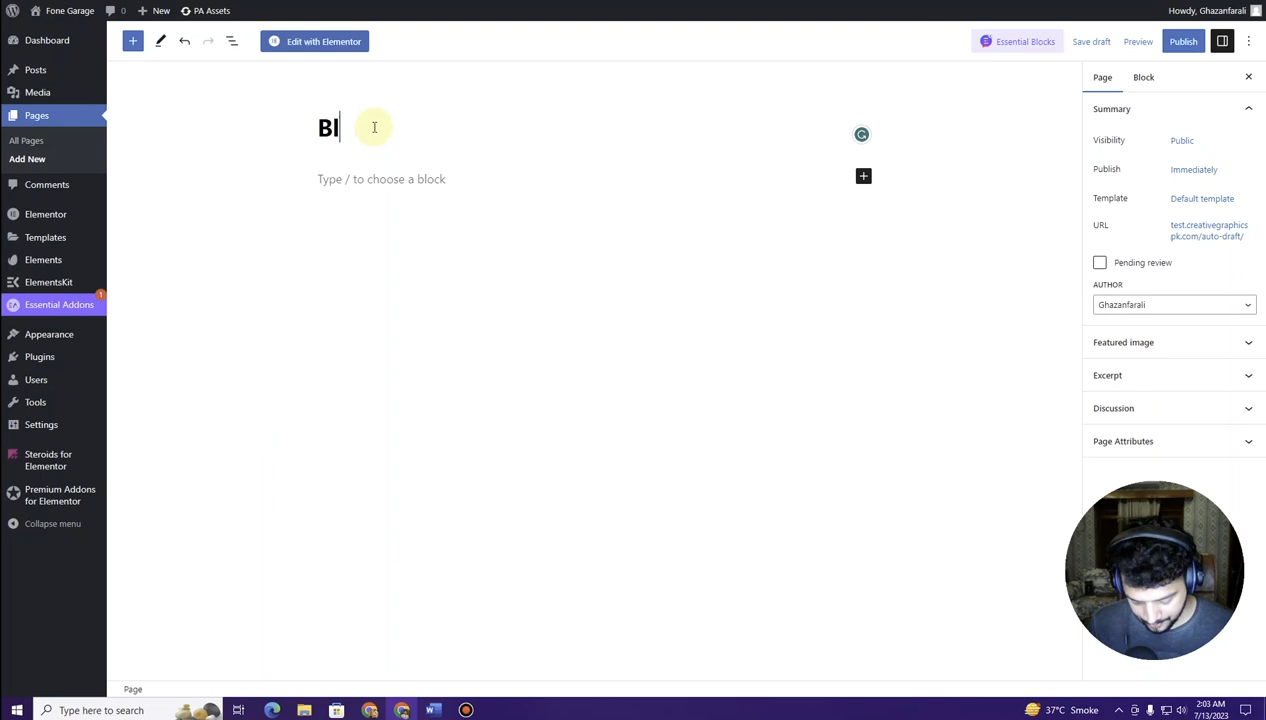 Fone Garage
0
New
PA Assets
Howdy, Ghazanfarali
Dashboard
Posts
Media
Pages
All Pages
Add New
Comments
Elementor
Templates
Elements
ElementsKit
Essential Addons
1
Appearance
Plugins
Users
Tools
Settings
Steroids for
Elementor
Premium Addons
for Elementor
Collapse menu
Edit with Elementor
Essential Blocks
Save draft
Preview
Publish
Bl
Type / to choose a block
Page
Block
Summary
Visibility
Public
Publish
Immediately
Template
Default template
URL
test.creativegraphics
pk.com/auto-draft/
Pending review
AUTHOR
Ghazanfarali
Featured image
Excerpt
Discussion
Page Attributes
Page
Type here to search
37°C Smoke
2:03 AM
7/13/2023